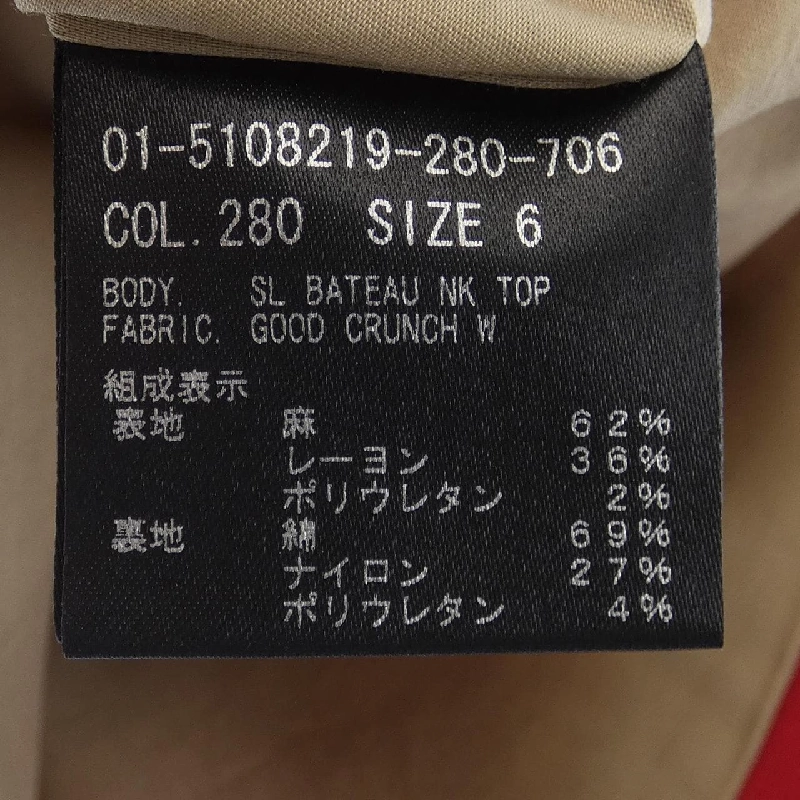 01-5108219-280-706
COL. 280 SIZE 6
BODY. SL BATEAU NK TOP
FABRIC. GOOD CRUNCH W
組成表示
表地 麻 62%
レーヨン 36%
ポリウレタン 2%
裏地 綿 69%
ナイロン 27%
ポリウレタン 4%